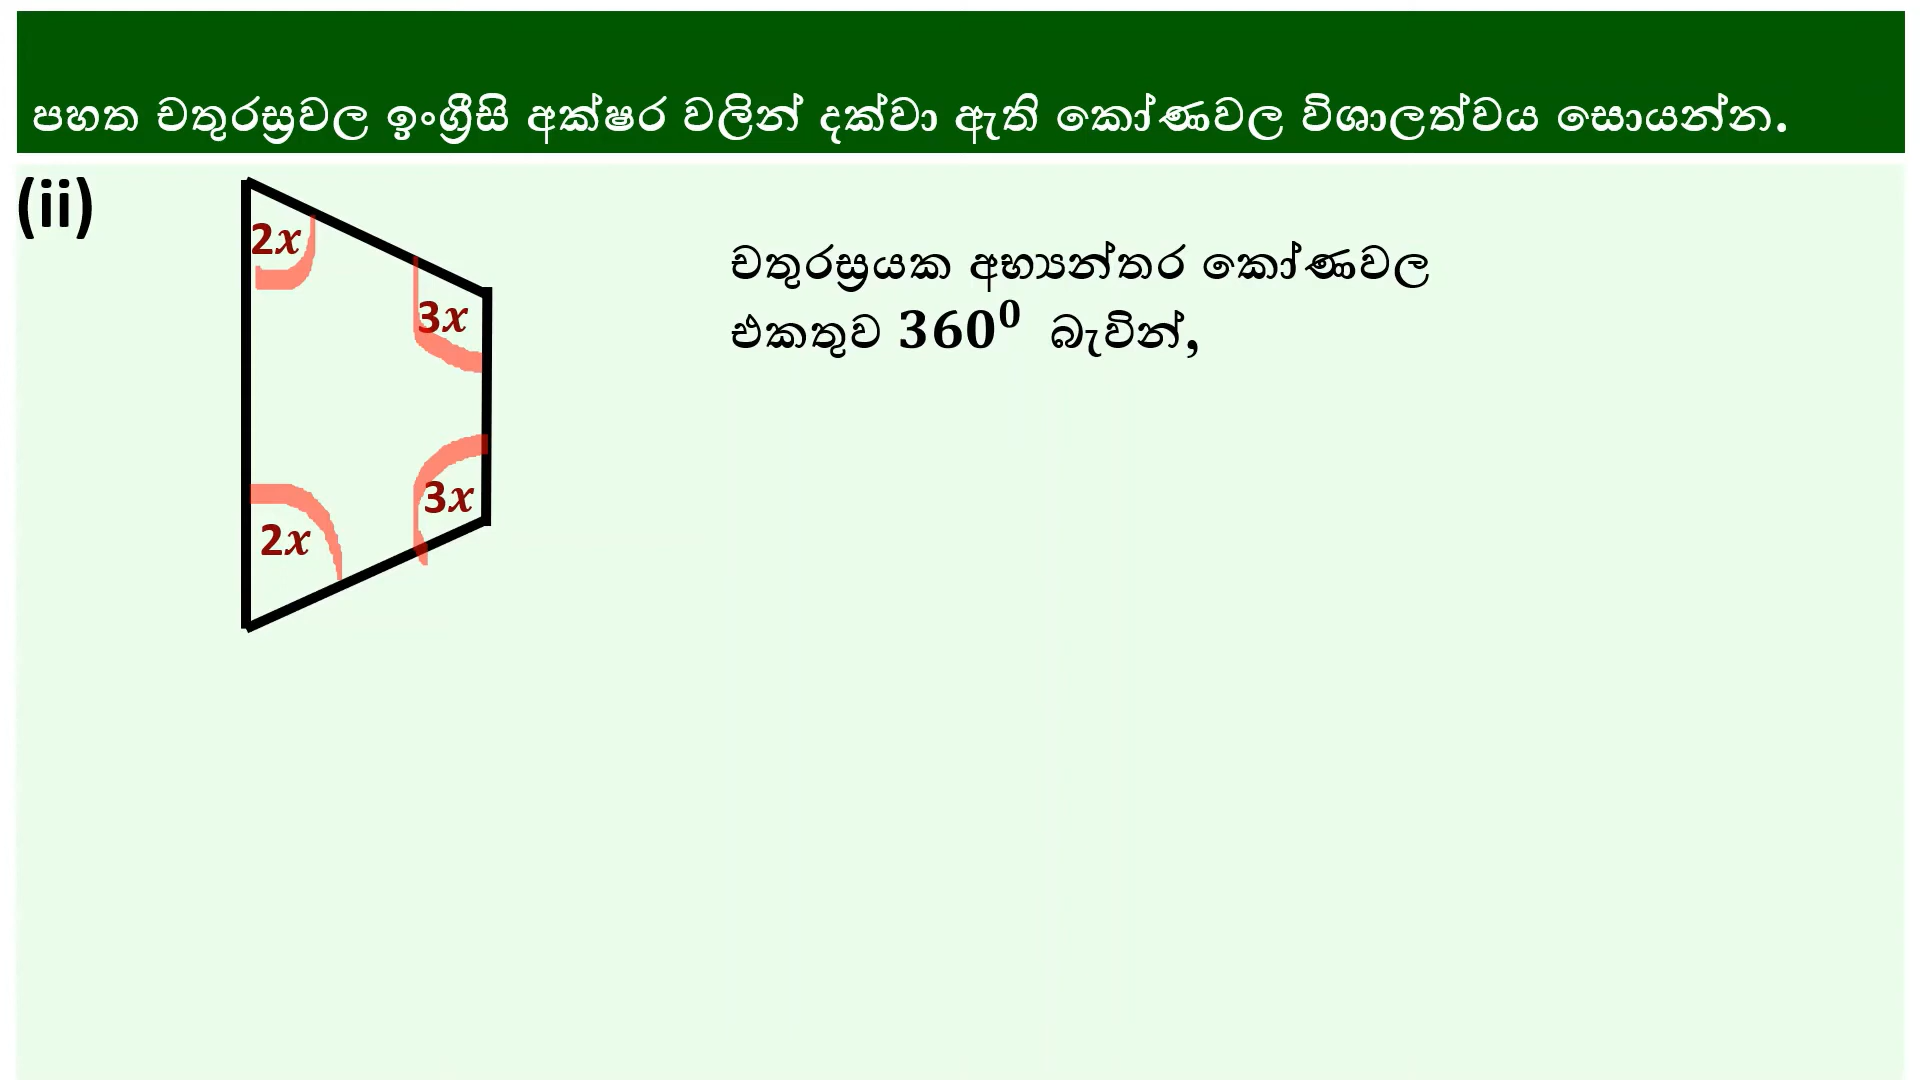 පහත චතුරස්‍රවල ඉංග්‍රීසි අක්ෂර වලින් දක්වා ඇති කෝණවල විශාලත්වය සොයන්න.
(ii)
2x
3x
3x
2x
චතුරස්‍රයක අභ්‍යන්තර කෝණවල
එකතුව 360⁰ බැවින්,